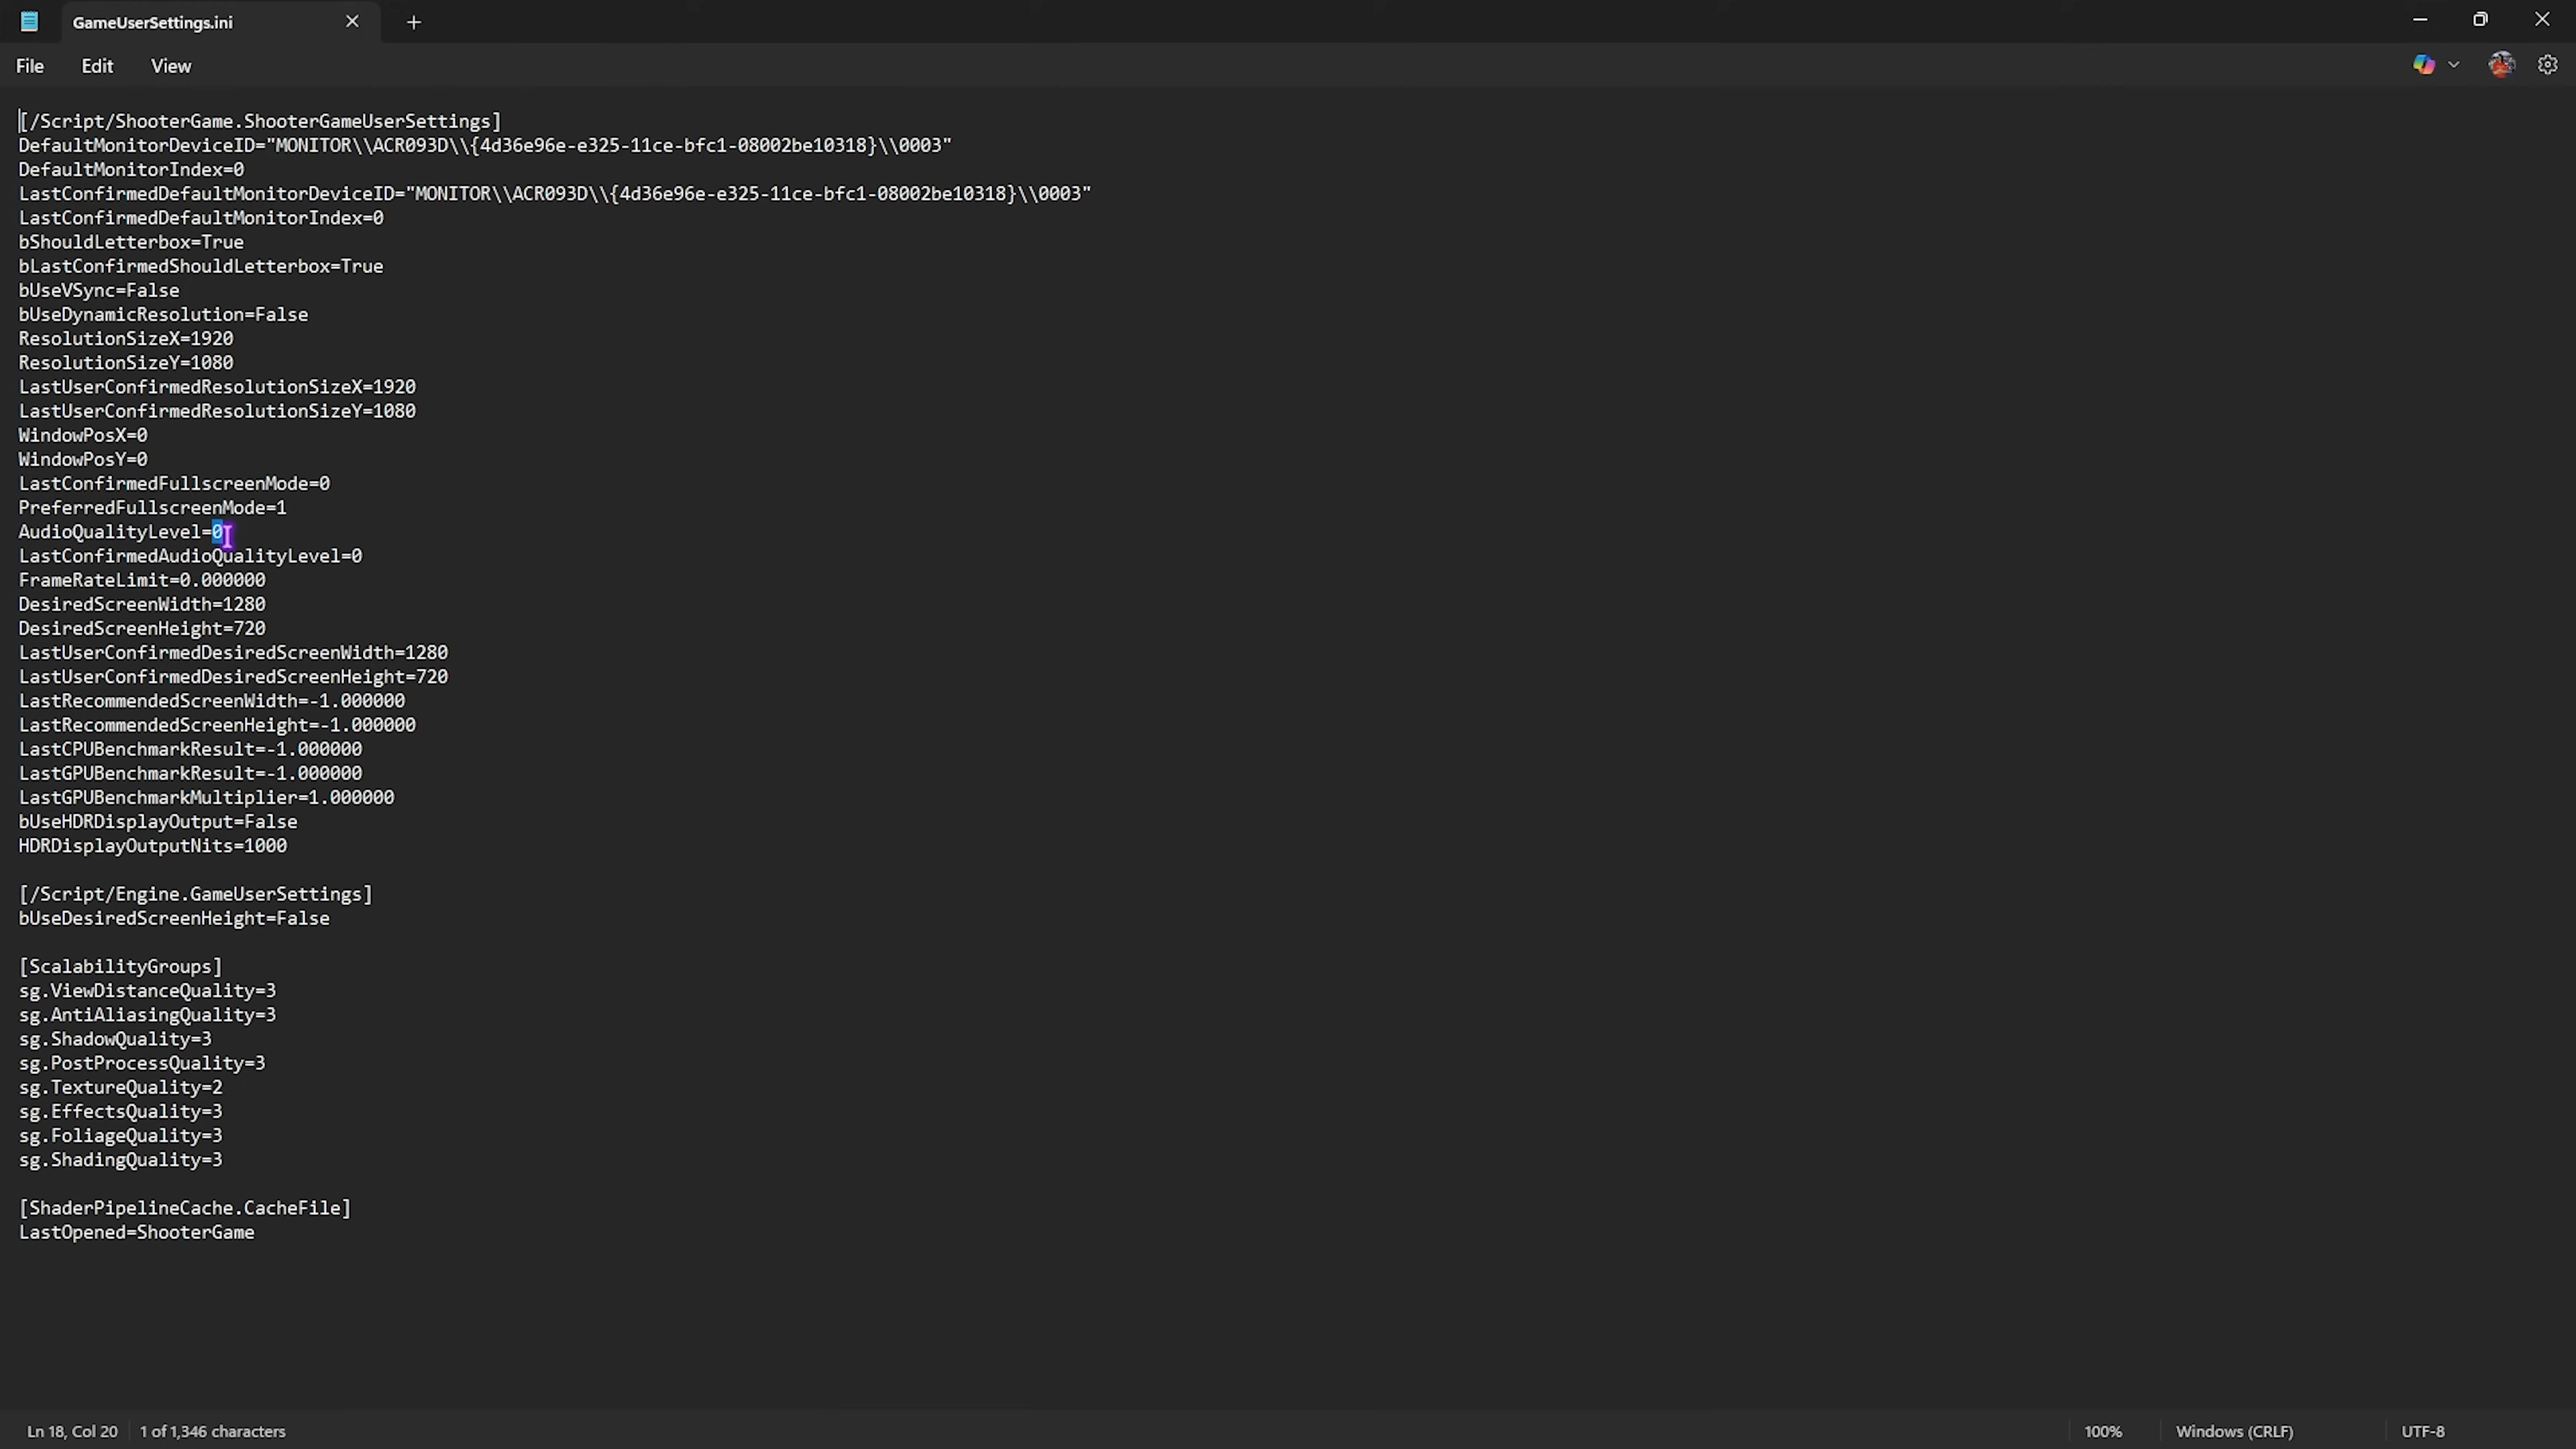 GameUserSettings.ini
File Edit View
[/Script/ShooterGame.ShooterGameUserSettings]
DefaultMonitorDeviceID="MONITOR\\ACR093D\\{4d36e96e-e325-11ce-bfc1-08002be10318}\\0003"
DefaultMonitorIndex=0
LastConfirmedDefaultMonitorDeviceID="MONITOR\\ACR093D\\{4d36e96e-e325-11ce-bfc1-08002be10318}\\0003"
LastConfirmedDefaultMonitorIndex=0
bShouldLetterbox=True
bLastConfirmedShouldLetterbox=True
bUseVSync=False
bUseDynamicResolution=False
ResolutionSizeX=1920
ResolutionSizeY=1080
LastUserConfirmedResolutionSizeX=1920
LastUserConfirmedResolutionSizeY=1080
WindowPosX=0
WindowPosY=0
LastConfirmedFullscreenMode=0
PreferredFullscreenMode=1
AudioQualityLevel=0
LastConfirmedAudioQualityLevel=0
FrameRateLimit=0.000000
DesiredScreenWidth=1280
DesiredScreenHeight=720
LastUserConfirmedDesiredScreenWidth=1280
LastUserConfirmedDesiredScreenHeight=720
LastRecommendedScreenWidth=-1.000000
LastRecommendedScreenHeight=-1.000000
LastCPUBenchmarkResult=-1.000000
LastGPUBenchmarkResult=-1.000000
LastGPUBenchmarkMultiplier=1.000000
bUseHDRDisplayOutput=False
HDRDisplayOutputNits=1000
[/Script/Engine.GameUserSettings]
bUseDesiredScreenHeight=False
[ScalabilityGroups]
sg.ViewDistanceQuality=3
sg.AntiAliasingQuality=3
sg.ShadowQuality=3
sg.PostProcessQuality=3
sg.TextureQuality=2
sg.EffectsQuality=3
sg.FoliageQuality=3
sg.ShadingQuality=3
[ShaderPipelineCache.CacheFile]
LastOpened=ShooterGame
Ln 18, Col 20 1 of 1,346 characters 100% Windows (CRLF) UTF-8